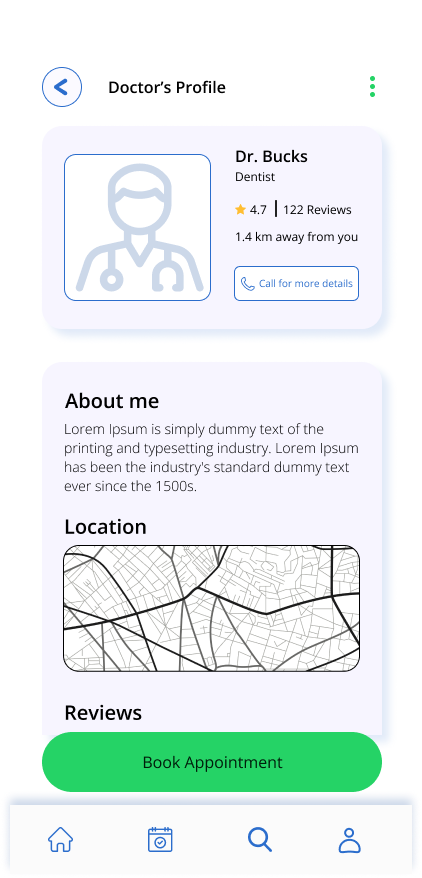 Doctor's Profile
Dr. Bucks
Dentist
4.7 | 122 Reviews
1.4 km away from you
Call for more details
About me
Lorem Ipsum is simply dummy text of the
printing and typesetting industry. Lorem Ipsum
has been the industry's standard dummy text
ever since the 1500s.
Location
Reviews
Book Appointment